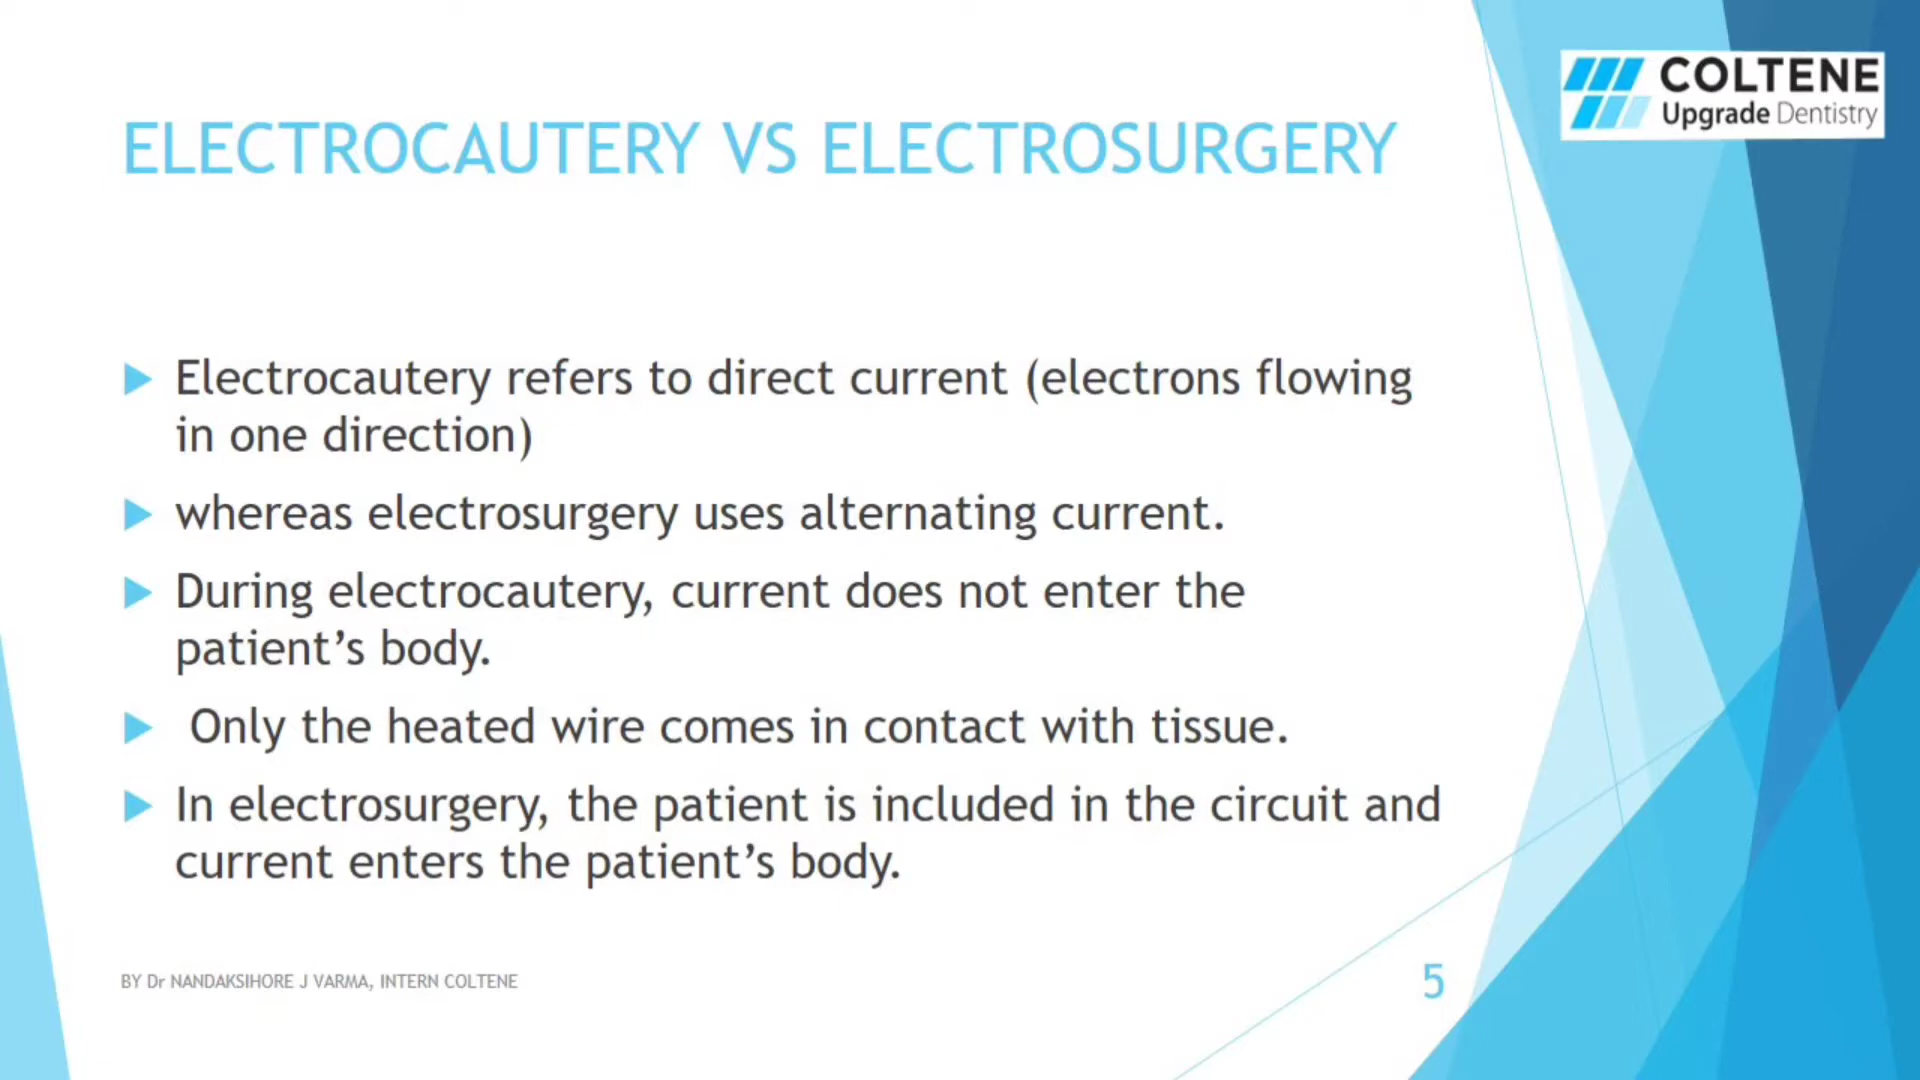 COLTENE
Upgrade Dentistry
ELECTROCAUTERY VS ELECTROSURGERY
Electrocautery refers to direct current (electrons flowing
in one direction)
whereas electrosurgery uses alternating current.
During electrocautery, current does not enter the
patient’s body.
Only the heated wire comes in contact with tissue.
In electrosurgery, the patient is included in the circuit and
current enters the patient’s body.
BY Dr NANDAKSIHORE J VARMA, INTERN COLTENE
5